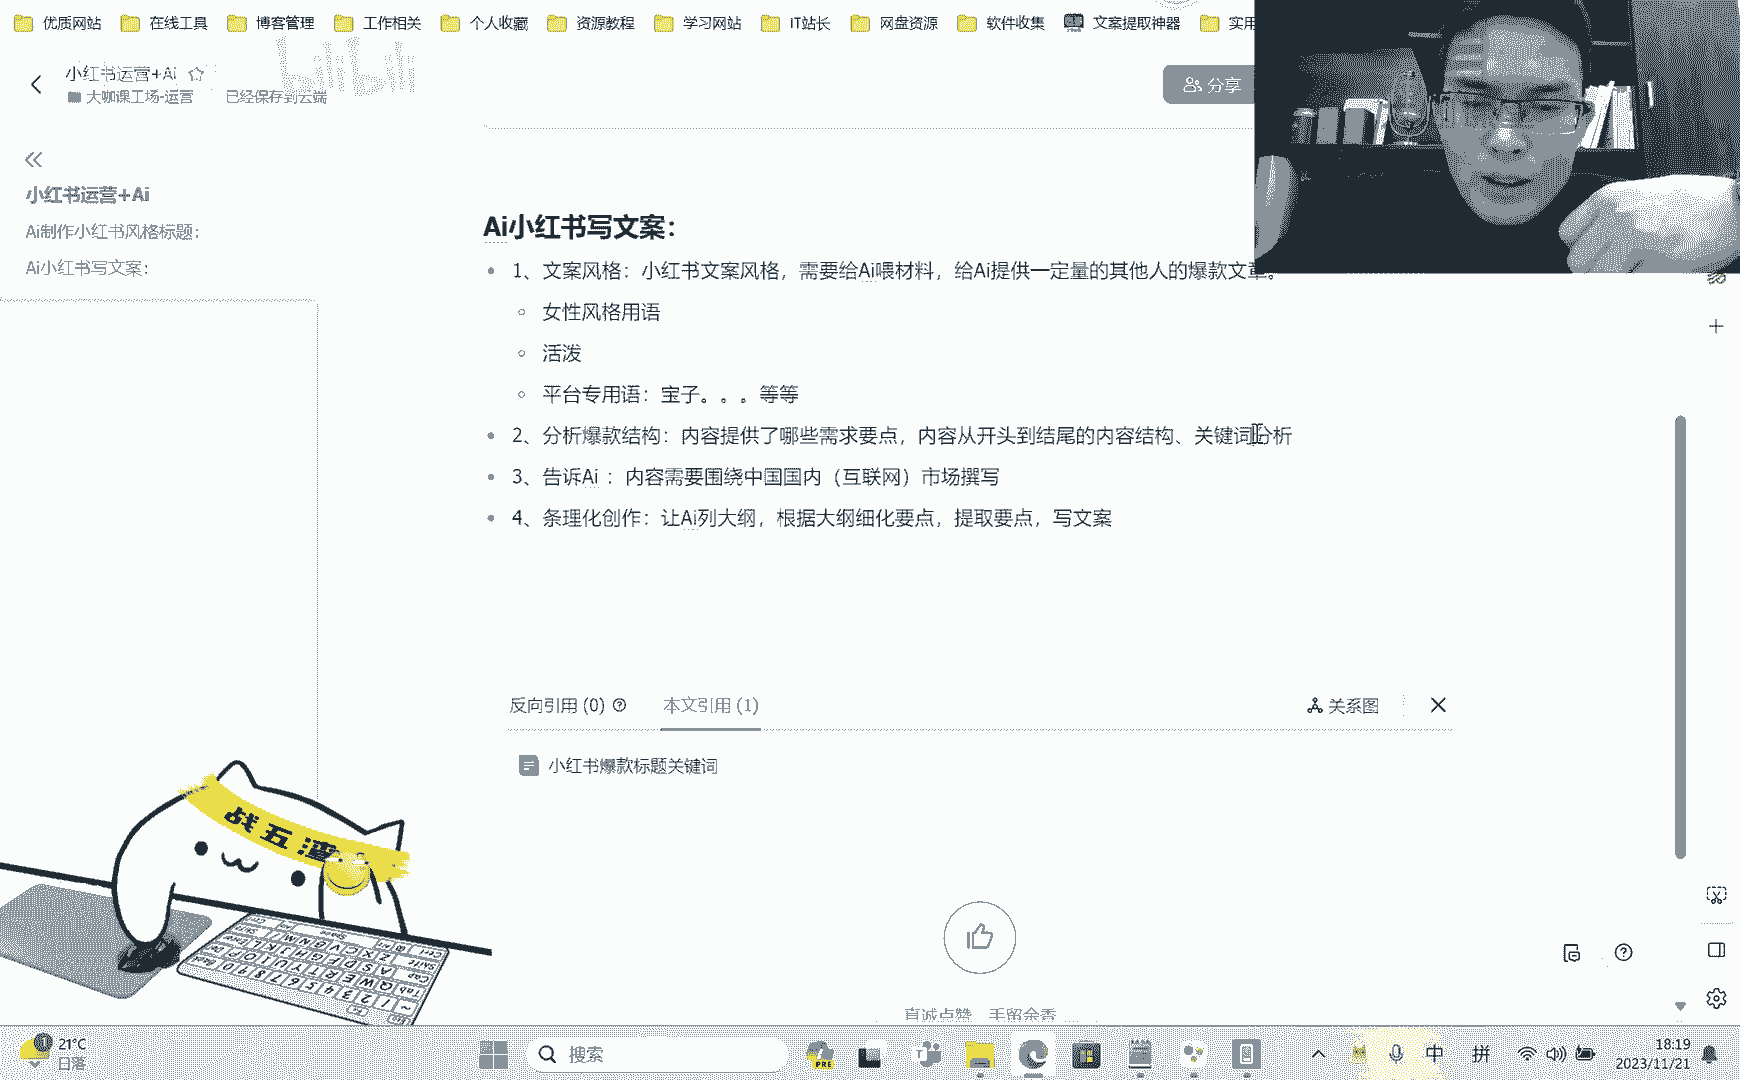 优质网站 在线工具 博客管理 工作相关 个人收藏 资源教程 学习网站 IT站长 网盘资源 软件收集 文案提取神器 实用
bilibili
小红书运营+Ai
大咖课工场-运营 已经保存到云端
分享
小红书运营+Ai
Ai制作小红书风格标题：
Ai小红书写文案：
Ai小红书写文案：
1、文案风格：小红书文案风格，需要给Ai喂材料，给Ai提供一定量的其他人的爆款文章。
女性风格用语
活泼
平台专用语：宝子。。。等等
2、分析爆款结构：内容提供了哪些需求要点，内容从开头到结尾的内容结构、关键词分析
3、告诉Ai ：内容需要围绕中国国内（互联网）市场撰写
4、条理化创作：让Ai列大纲，根据大纲细化要点，提取要点，写文案
反向引用 (0) 本文引用 (1) 关系图
小红书爆款标题关键词
战五渣
真诚点赞 手留余香
21°C
日落
搜索
PRE
中 拼
18:19
2023/11/21